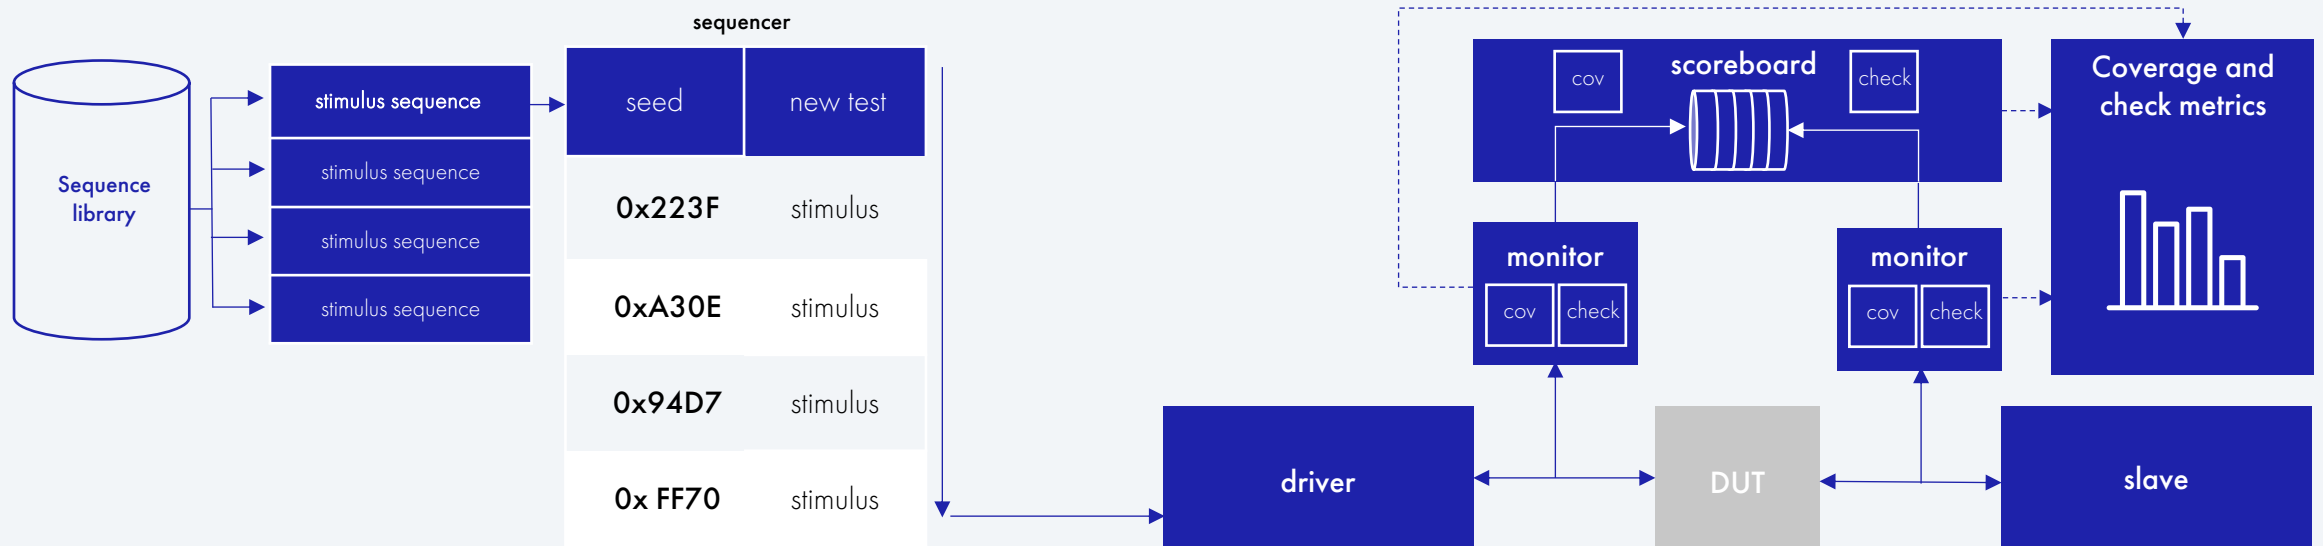 sequencer
Sequence
library
stimulus sequence
stimulus sequence
stimulus sequence
stimulus sequence
seed new test
0x223F stimulus
0xA30E stimulus
0x94D7 stimulus
0x FF70 stimulus
cov scoreboard check
monitor
cov check
monitor
cov check
Coverage and
check metrics
driver
DUT
slave